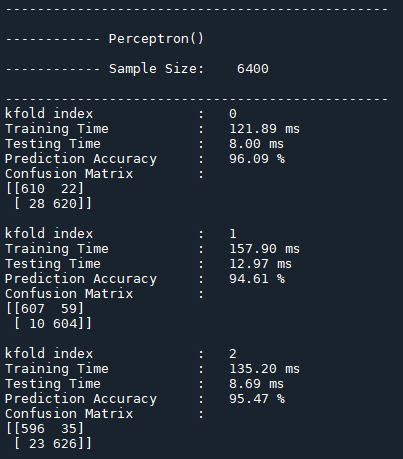 ------------------------------------------------
------------ Perceptron()
------------ Sample Size:    6400
------------------------------------------------
kfold index             :   0
Training Time           :   121.89 ms
Testing Time            :   8.00 ms
Prediction Accuracy     :   96.09 %
Confusion Matrix        :
[[610  22]
 [ 28 620]]
kfold index             :   1
Training Time           :   157.90 ms
Testing Time            :   12.97 ms
Prediction Accuracy     :   94.61 %
Confusion Matrix        :
[[607  59]
 [ 10 604]]
kfold index             :   2
Training Time           :   135.20 ms
Testing Time            :   8.69 ms
Prediction Accuracy     :   95.47 %
Confusion Matrix        :
[[596  35]
 [ 23 626]]